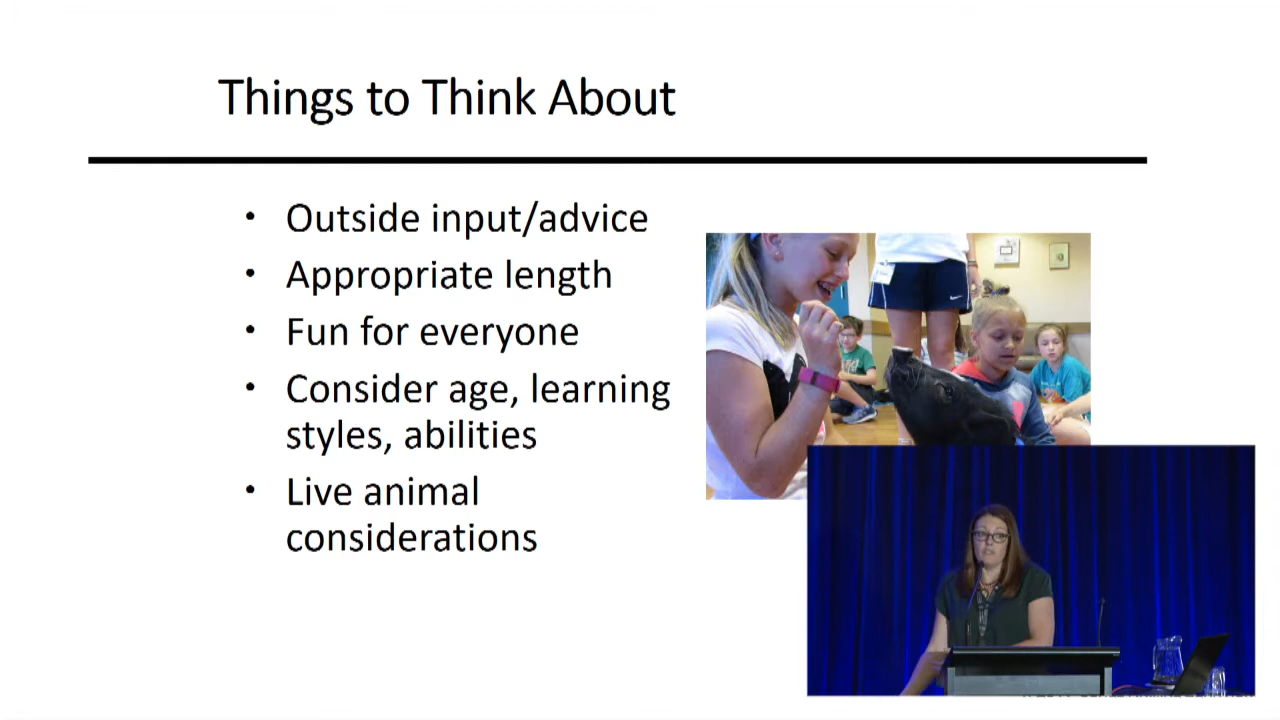 Things to Think About
• Outside input/advice
• Appropriate length
• Fun for everyone
• Consider age, learning
styles, abilities
• Live animal
considerations